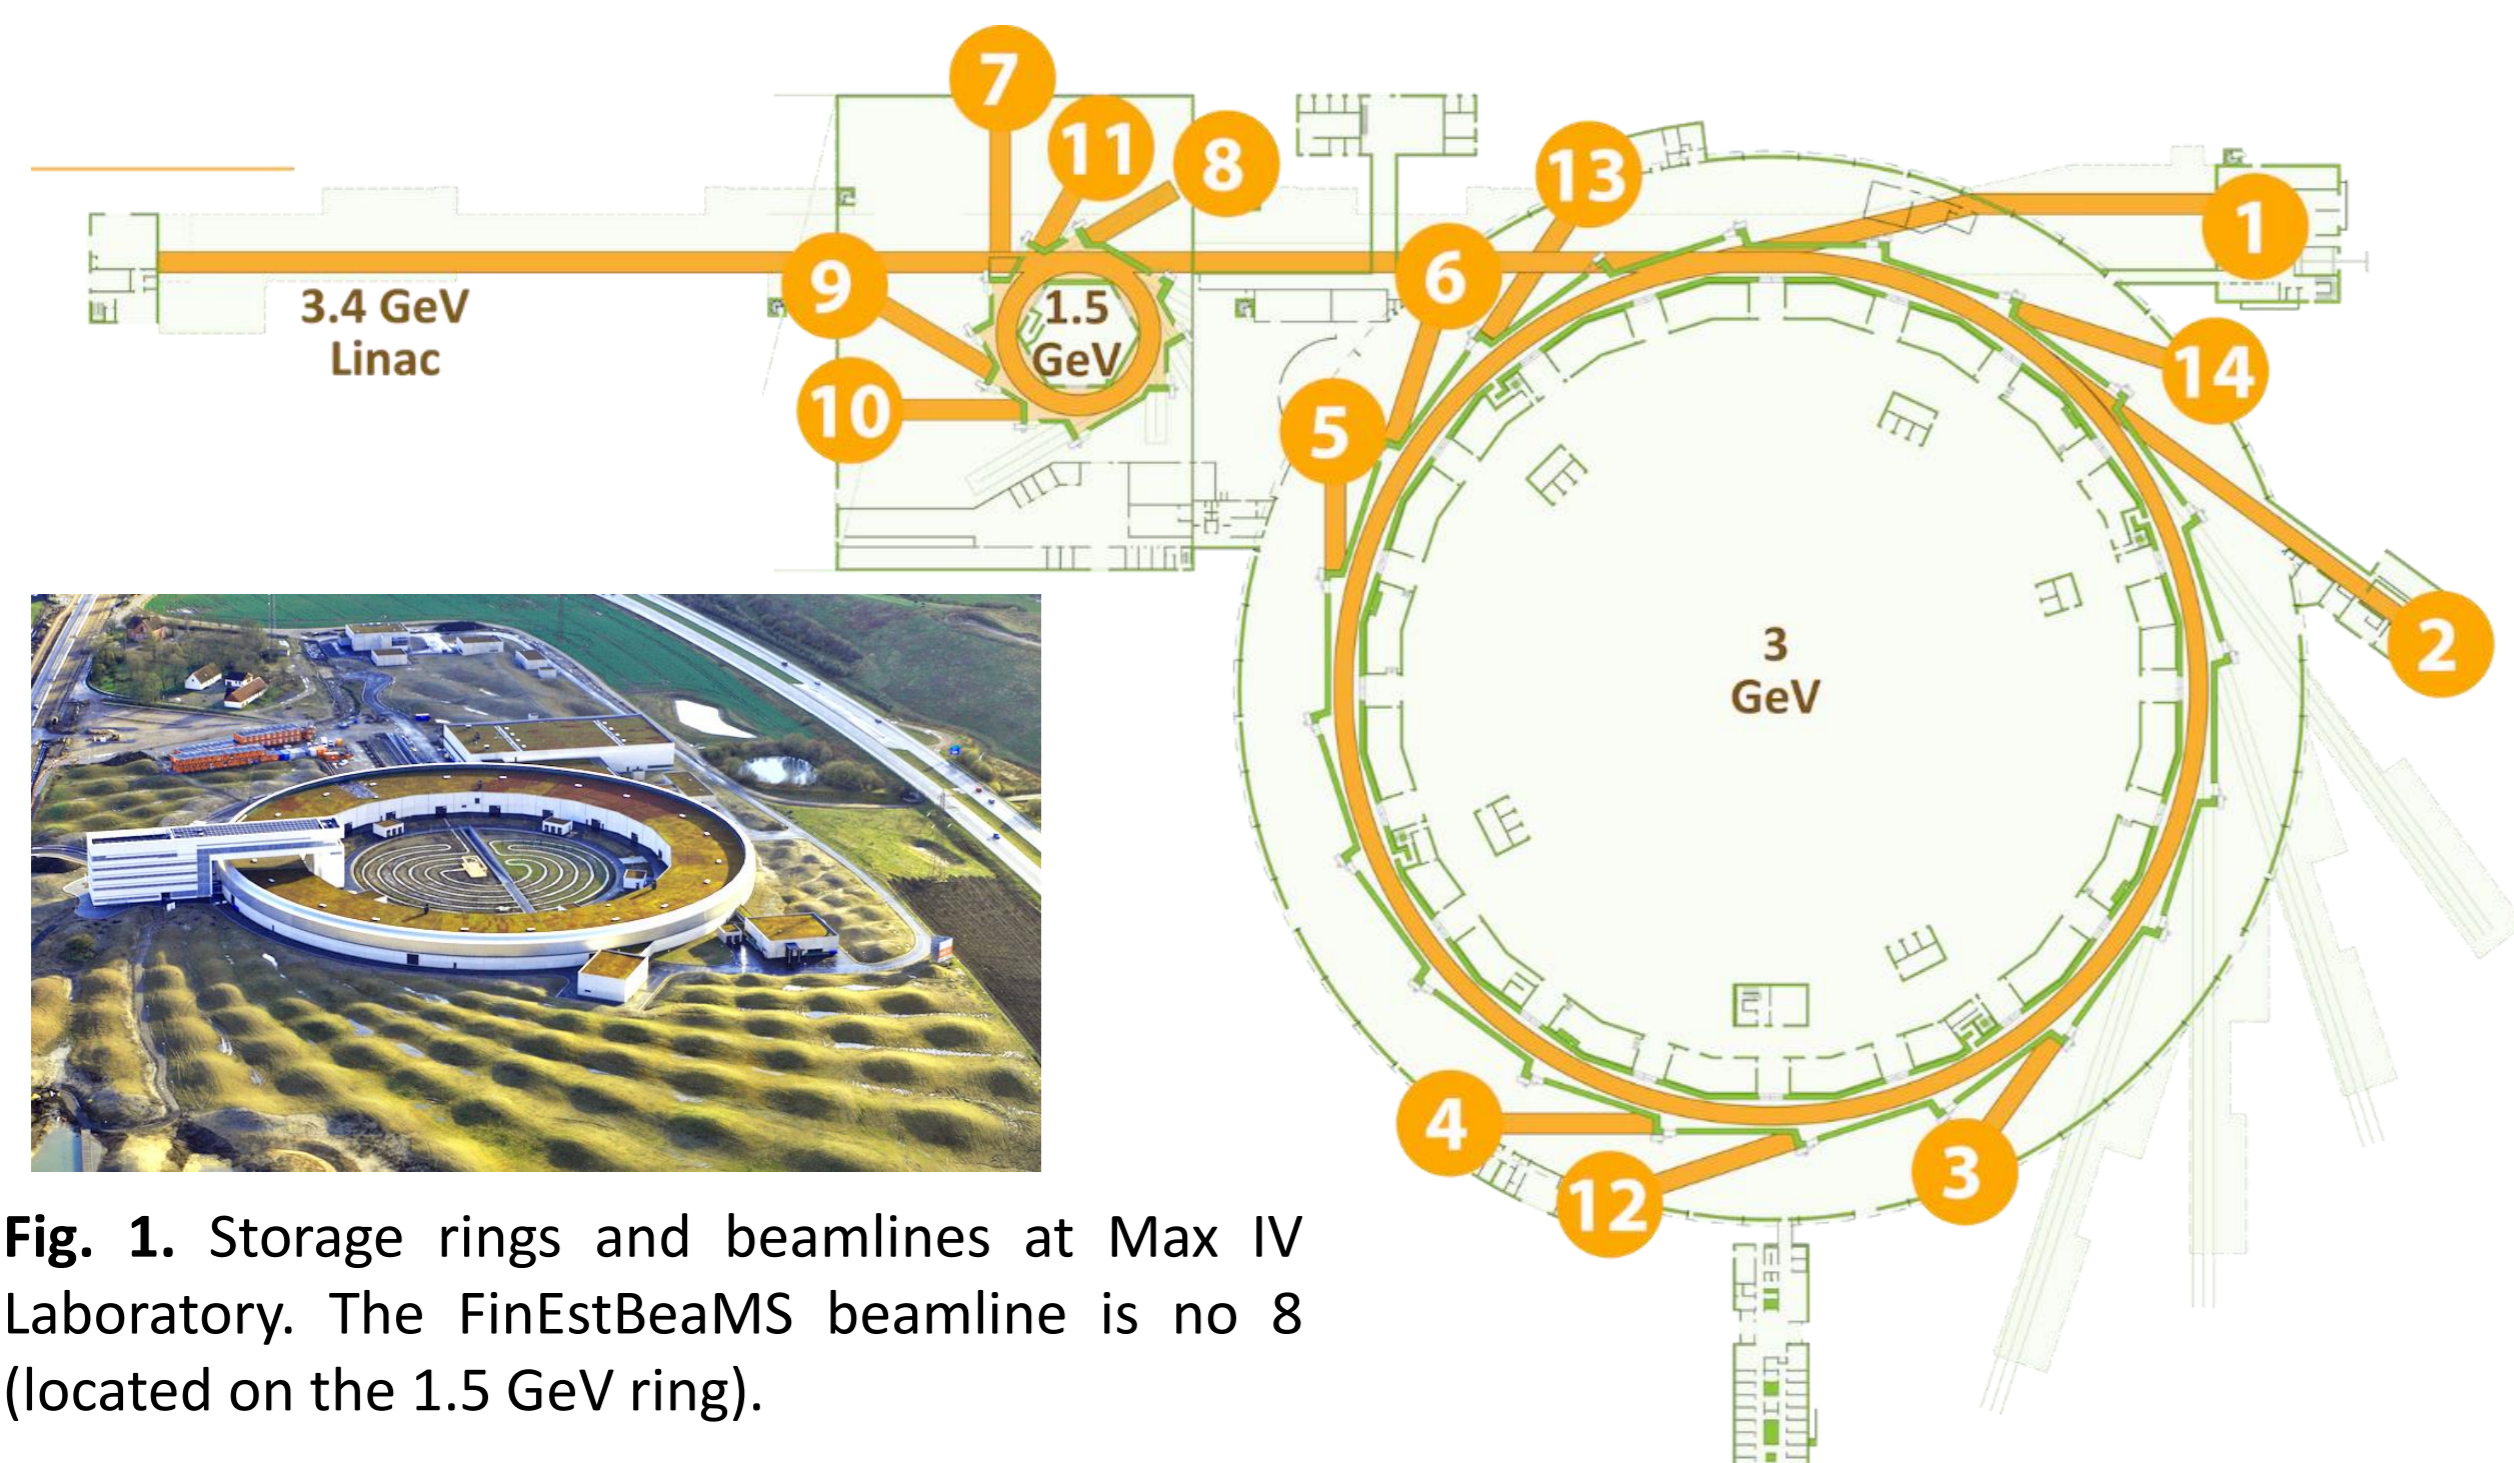 7
11
8
13
1
6
9
3.4 GeV
Linac
1.5
GeV
14
10
5
3
GeV
2
4
12
3
Fig. 1. Storage rings and beamlines at Max IV
Laboratory. The FinEstBeaMS beamline is no 8
(located on the 1.5 GeV ring).